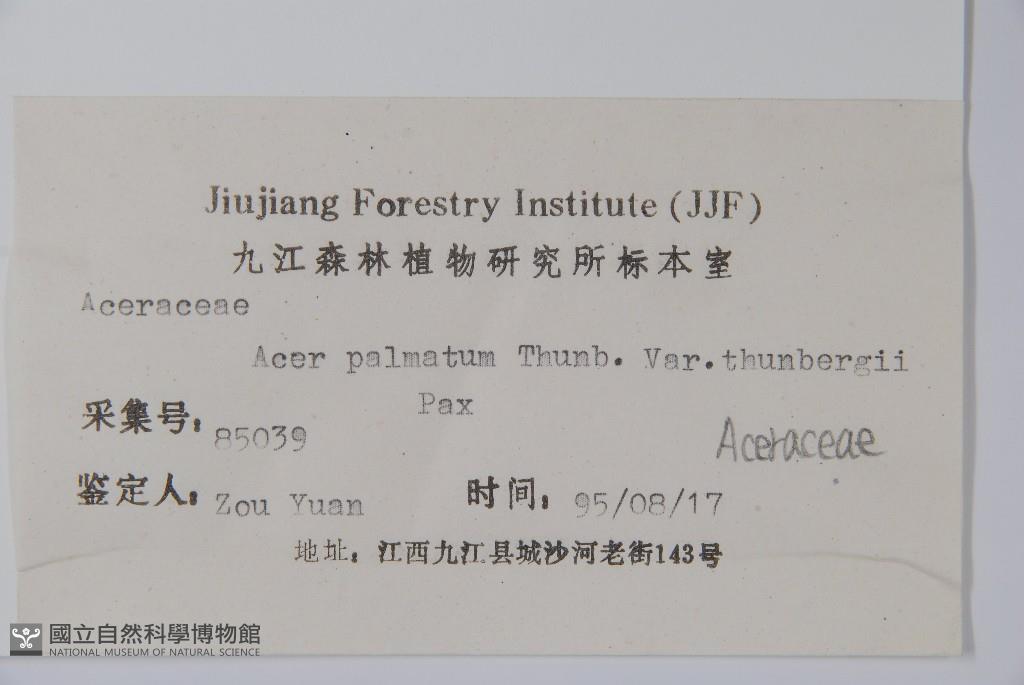 Jiujiang Forestry Institute (JJF)
九江森林植物研究所标本室
Aceraceae
Acer palmatum Thunb. Var.thunbergii
Pax
采集号: 85039
Aceraceae
鉴定人: Zou Yuan 时间: 95/08/17
地址: 江西九江县城沙河老街143号
國立自然科學博物館
NATIONAL MUSEUM OF NATURAL SCIENCE